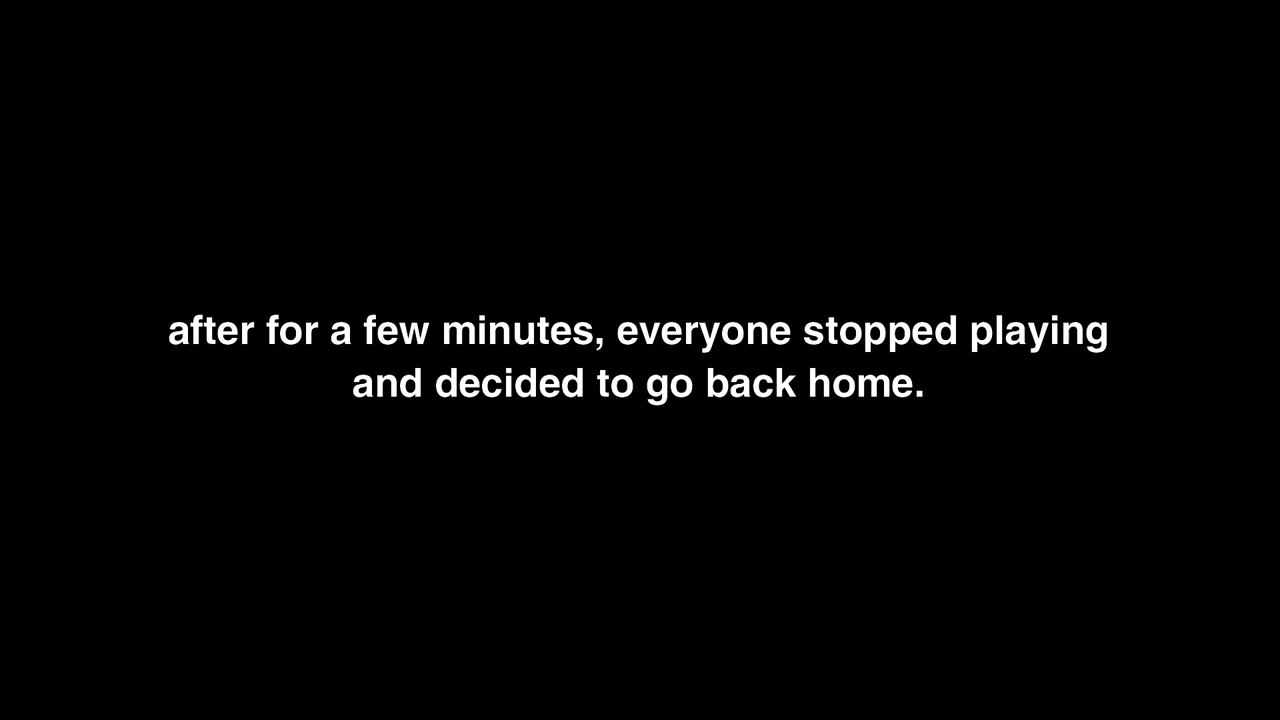 after for a few minutes, everyone stopped playing
and decided to go back home.